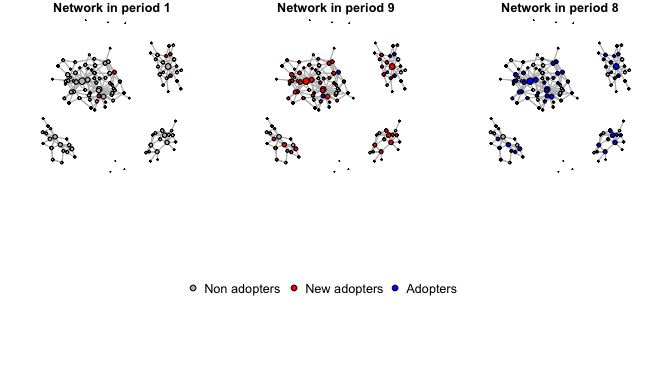 Network in period 1
Network in period 9
Network in period 8
Non adopters
New adopters
Adopters